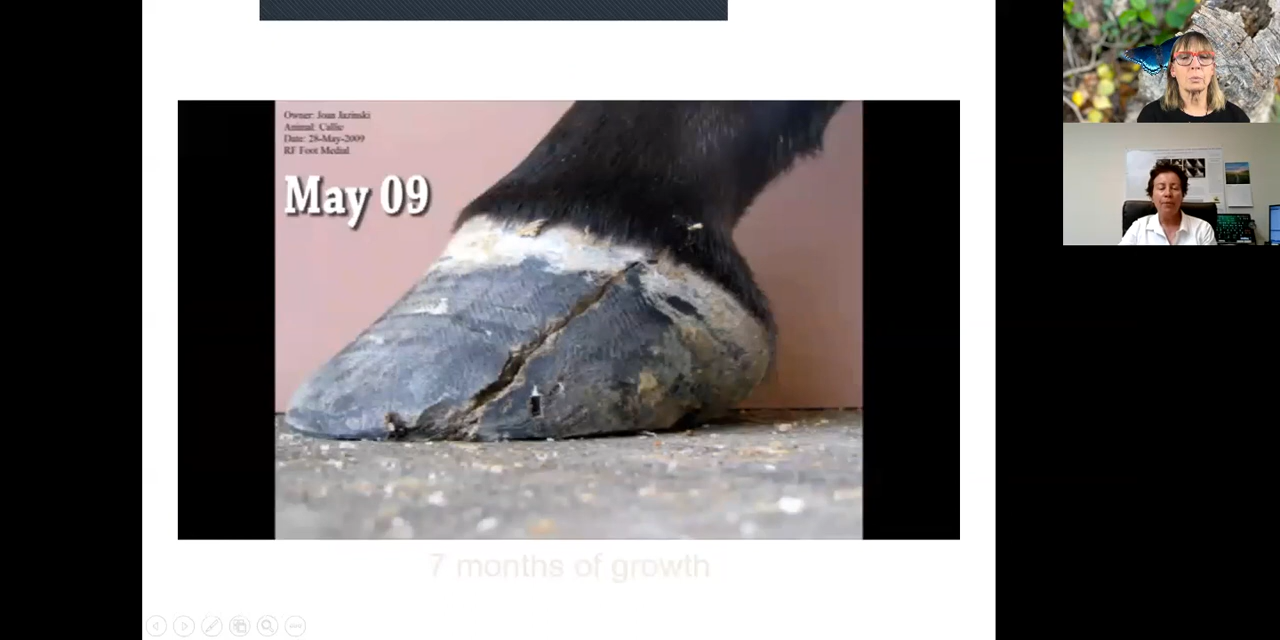 Owner: Joan Jazinski
Animal: Callie
Date: 28-May-2009
RF Foot Medial
May 09
7 months of growth